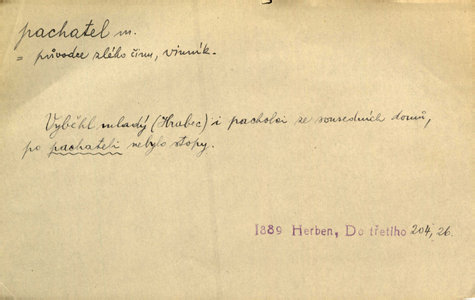 pachatel m.
= původce zlého činu, vinník.
Vyběhl mladý (Hrabec) i pacholci ze sousedních domů,
po pachateli nebylo stopy.
1889 Herben, Do třetího 204, 26.